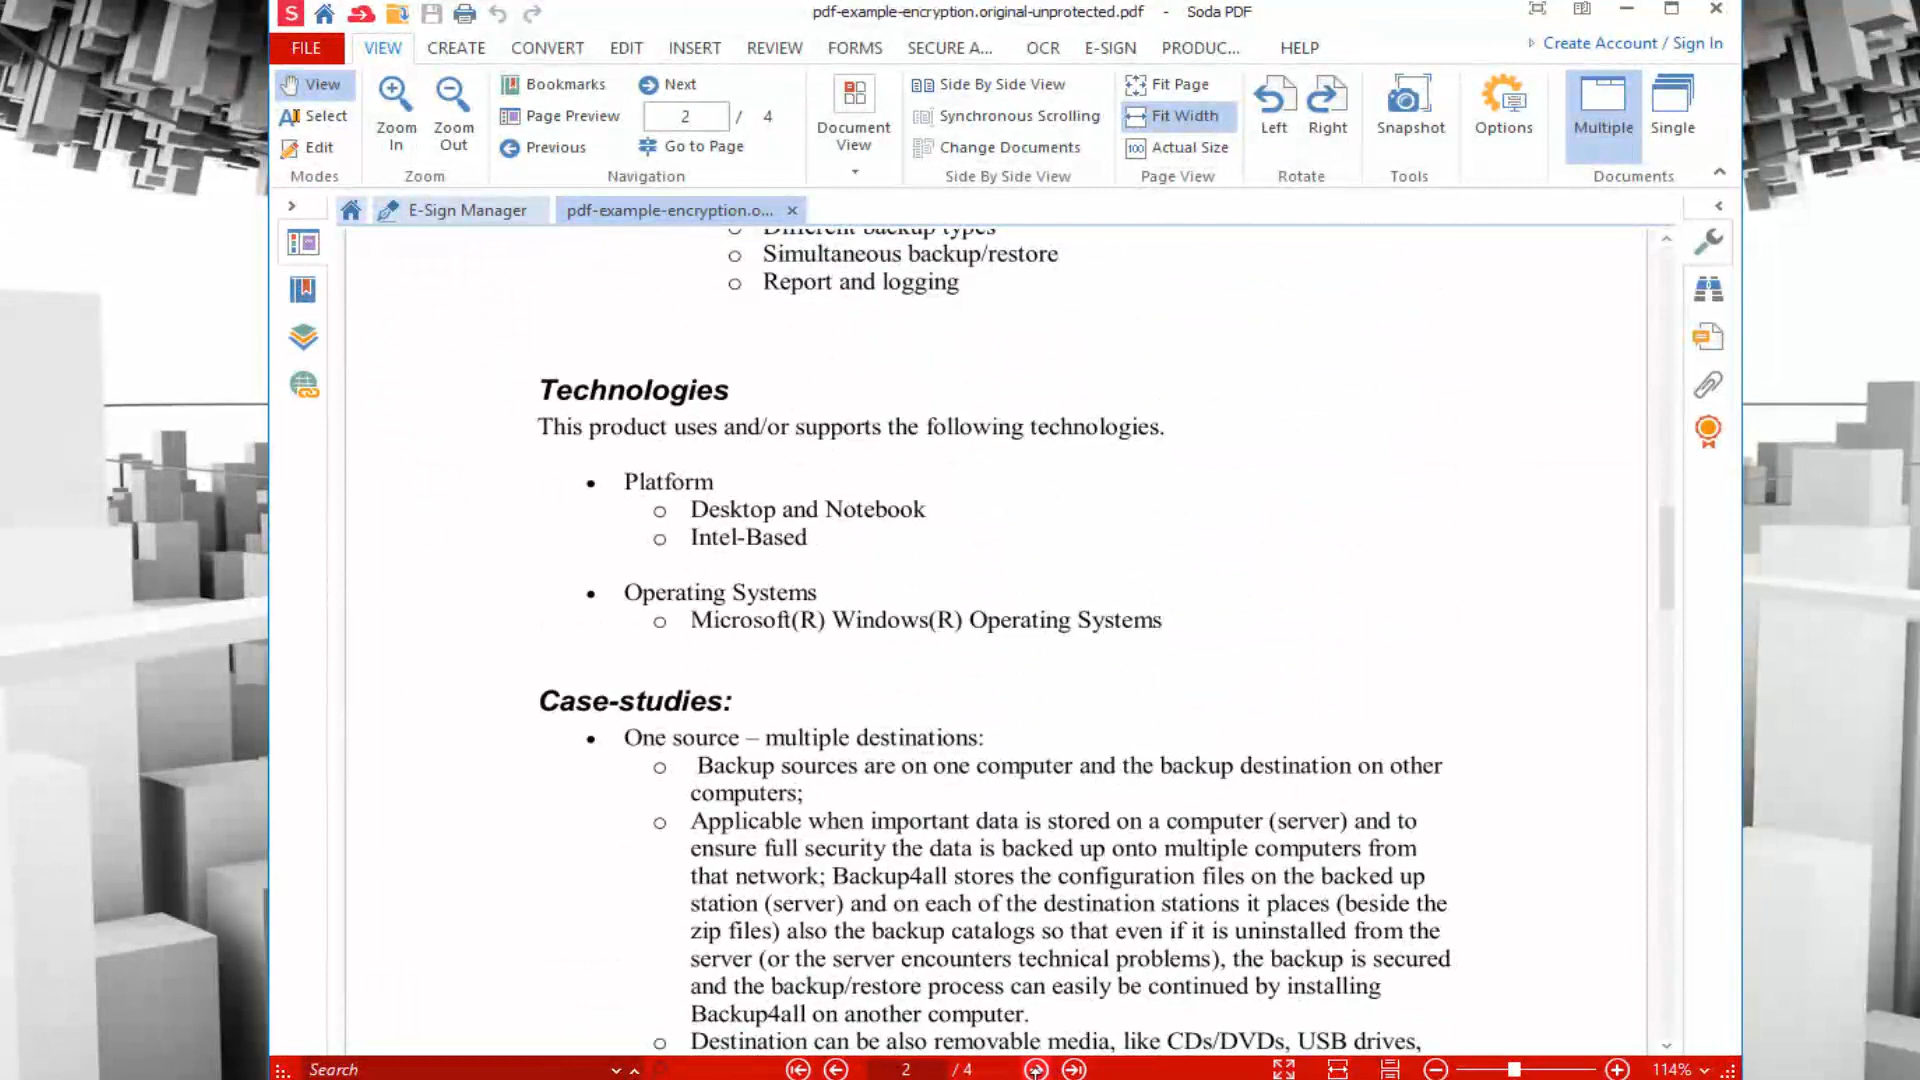 S pdf-example-encryption.original-unprotected.pdf - Soda PDF
FILE VIEW CREATE CONVERT EDIT INSERT REVIEW FORMS SECURE A... OCR E-SIGN PRODUC... HELP Create Account / Sign In
View
Select
Edit
Modes
Zoom In
Zoom Out
Zoom
Bookmarks
Page Preview
Previous
Next
2 / 4
Go to Page
Navigation
Document View
Side By Side View
Synchronous Scrolling
Change Documents
Side By Side View
Fit Page
Fit Width
100 Actual Size
Page View
Left
Right
Rotate
Snapshot
Tools
Options
Multiple
Single
Documents
E-Sign Manager
pdf-example-encryption.o...
o Different backup types
o Simultaneous backup/restore
o Report and logging
Technologies
This product uses and/or supports the following technologies.
• Platform
o Desktop and Notebook
o Intel-Based
• Operating Systems
o Microsoft(R) Windows(R) Operating Systems
Case-studies:
• One source – multiple destinations:
o Backup sources are on one computer and the backup destination on other
computers;
o Applicable when important data is stored on a computer (server) and to
ensure full security the data is backed up onto multiple computers from
that network; Backup4all stores the configuration files on the backed up
station (server) and on each of the destination stations it places (beside the
zip files) also the backup catalogs so that even if it is uninstalled from the
server (or the server encounters technical problems), the backup is secured
and the backup/restore process can easily be continued by installing
Backup4all on another computer.
o Destination can be also removable media, like CDs/DVDs, USB drives,
Search 2 / 4 114%